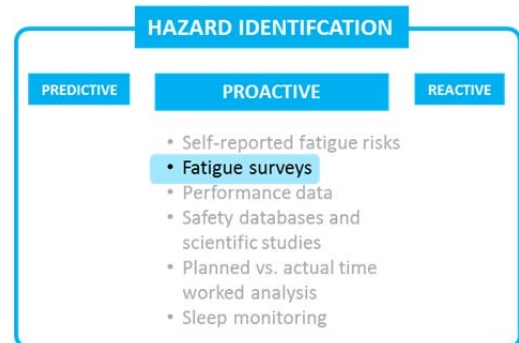 HAZARD IDENTIFCATION
PREDICTIVE
PROACTIVE
REACTIVE
• Self-reported fatigue risks
• Fatigue surveys
• Performance data
• Safety databases and
scientific studies
• Planned vs. actual time
worked analysis
• Sleep monitoring